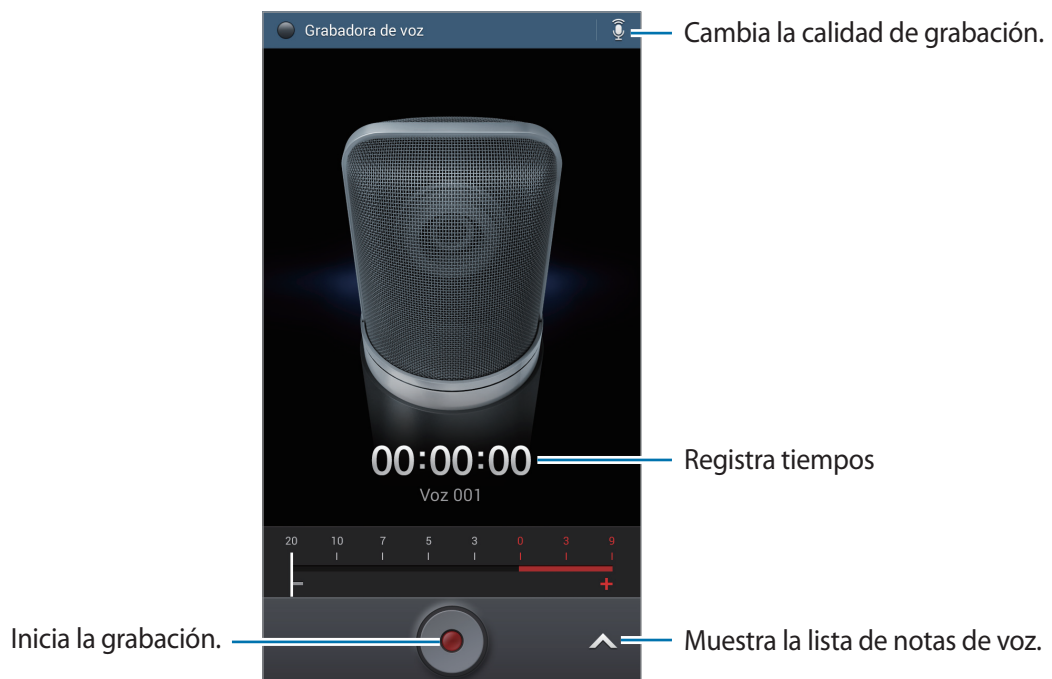 Grabadora de voz
Cambia la calidad de grabación.
00:00:00
Registra tiempos
Voz 001
20 10 7 5 3 0 3 9
− +
Inicia la grabación.
Muestra la lista de notas de voz.